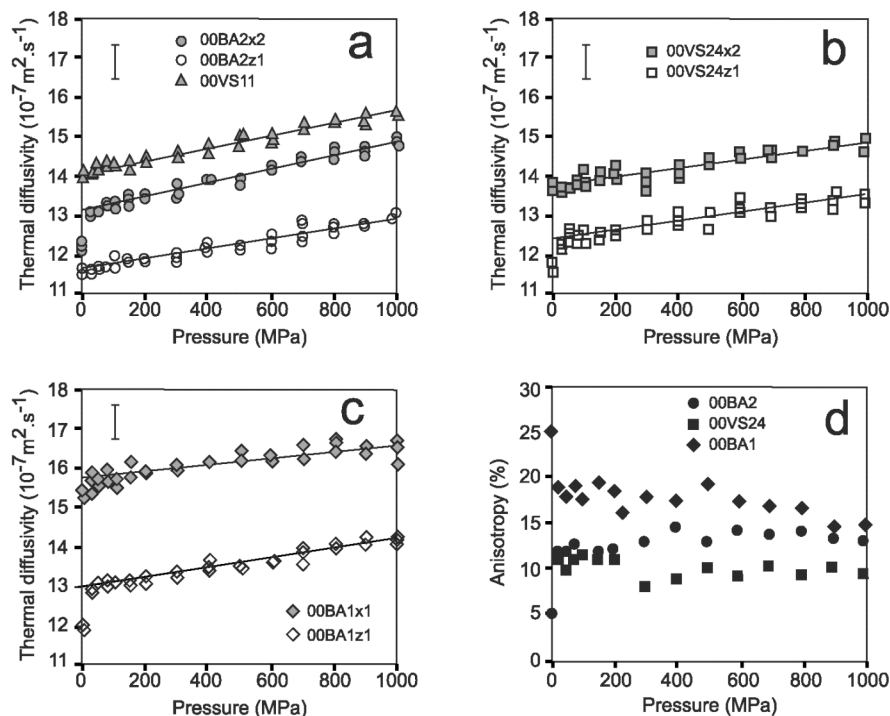 a
00BA2x2
00BA2z1
00VS11
Thermal diffusivity (10⁻⁷m².s⁻¹)
18
17
16
15
14
13
12
11
0 200 400 600 800 1000
Pressure (MPa)
b
00VS24x2
00VS24z1
Thermal diffusivity (10⁻⁷m².s⁻¹)
18
17
16
15
14
13
12
11
0 200 400 600 800 1000
Pressure (MPa)
c
00BA1x1
00BA1z1
Thermal diffusivity (10⁻⁷m².s⁻¹)
18
17
16
15
14
13
12
11
0 200 400 600 800 1000
Pressure (MPa)
d
00BA2
00VS24
00BA1
Anisotropy (%)
30
25
20
15
10
5
0
0 200 400 600 800 1000
Pressure (MPa)